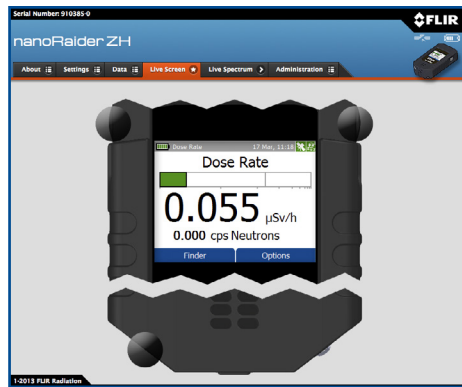 Serial Number: 910385-0
FLIR
nanoRaider ZH
About Settings Data Live Screen Live Spectrum Administration
Dose Rate 17 Mar, 11:18
Dose Rate
0.055 µSv/h
0.000 cps Neutrons
Finder Options
1-2013 FLIR Radiation